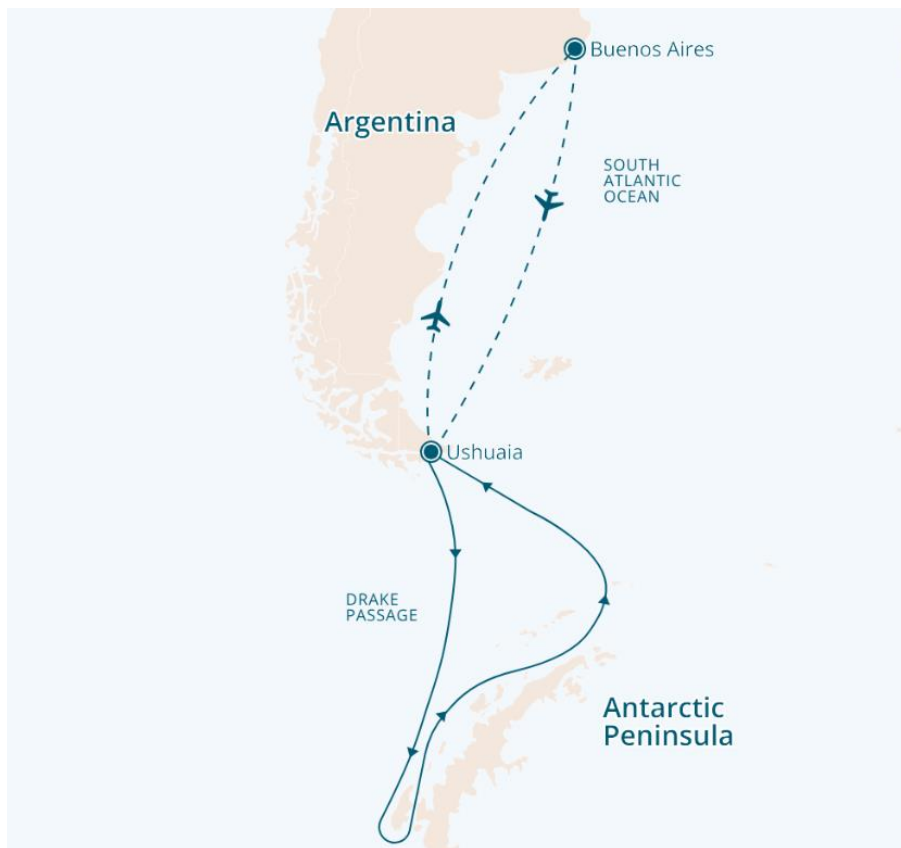 Buenos Aires
Argentina
SOUTH
ATLANTIC
OCEAN
Ushuaia
DRAKE
PASSAGE
Antarctic
Peninsula